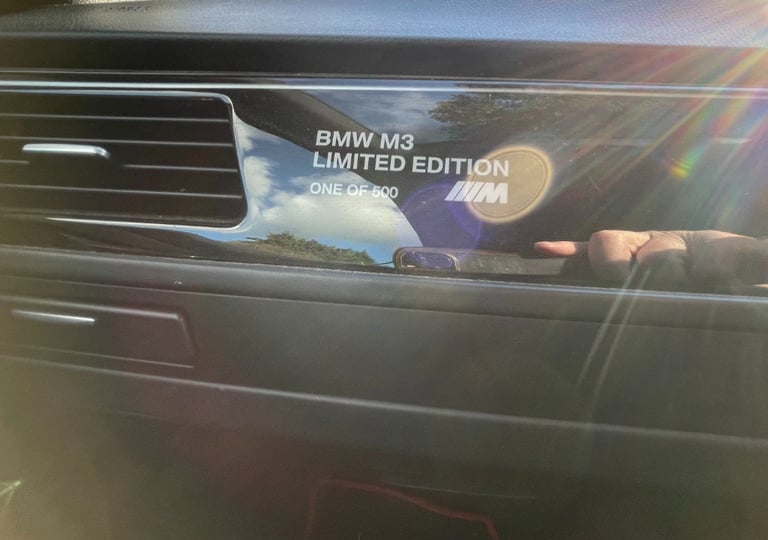 BMW M3
LIMITED EDITION
ONE OF 500
M